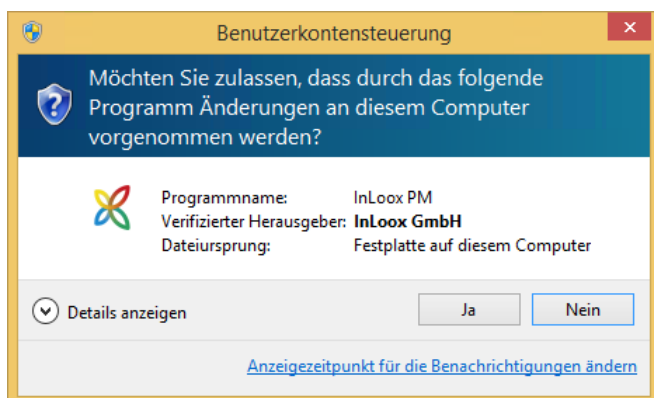 Benutzerkontensteuerung
Möchten Sie zulassen, dass durch das folgende
Programm Änderungen an diesem Computer
vorgenommen werden?
Programmname: InLoox PM
Verifizierter Herausgeber: InLoox GmbH
Dateiursprung: Festplatte auf diesem Computer
Details anzeigen Ja Nein
Anzeigezeitpunkt für die Benachrichtigungen ändern